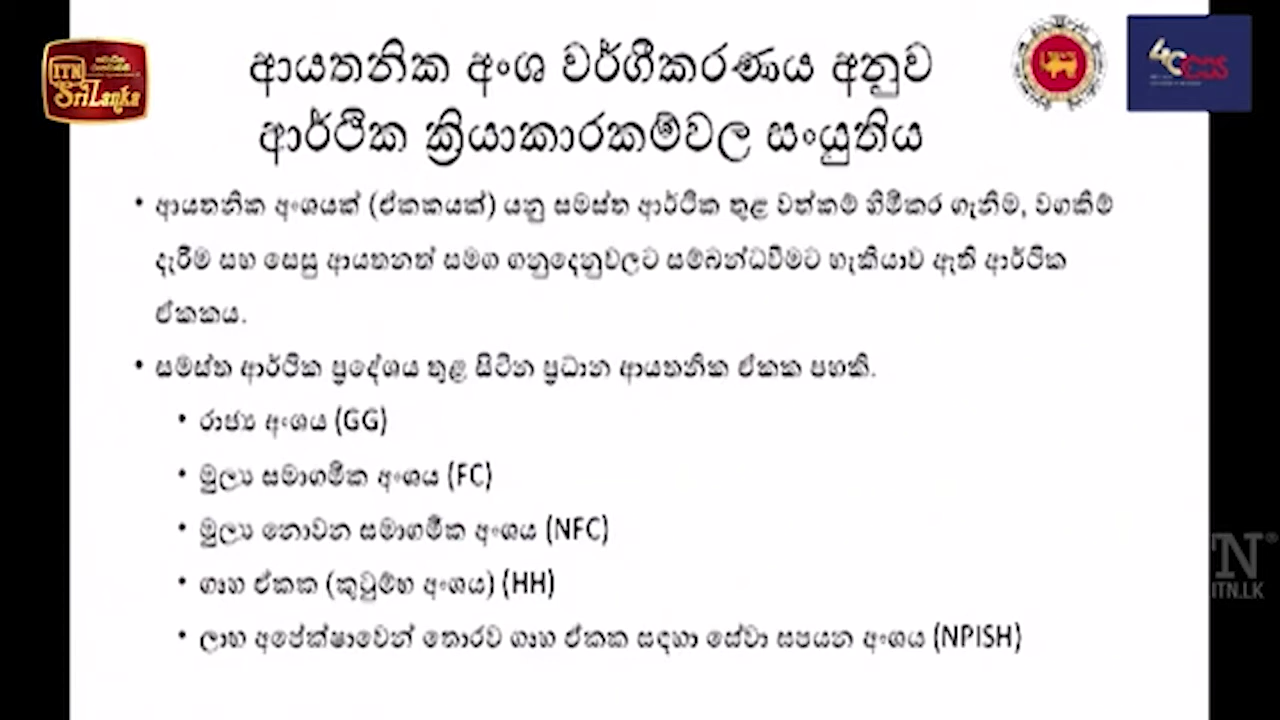 ITN
Sri Lanka
ආයතනික අංශ වර්ගීකරණය අනුව
ආර්ථික ක්‍රියාකාරකම්වල සංයුතිය
• ආයතනික අංශයක් (ඒකකයක්) යනු සමස්ත ආර්ථික තුළ වත්කම් හිමිකර ගැනීම, වගකීම්
දැරීම සහ සෙසු ආයතනත් සමග ගනුදෙනුවලට සම්බන්ධවීමට හැකියාව ඇති ආර්ථික
ඒකකය.
• සමස්ත ආර්ථික ප්‍රදේශය තුළ සිටින ප්‍රධාන ආයතනික ඒකක පහකි.
• රාජ්‍ය අංශය (GG)
• මුල්‍ය සමාගමික අංශය (FC)
• මුල්‍ය නොවන සමාගමික අංශය (NFC)
• ගෘහ ඒකක (කුටුම්භ අංශය) (HH)
• ලාභ අපේක්ෂාවෙන් තොරව ගෘහ ඒකක සඳහා සේවා සපයන අංශය (NPISH)
ITN
ITN.LK